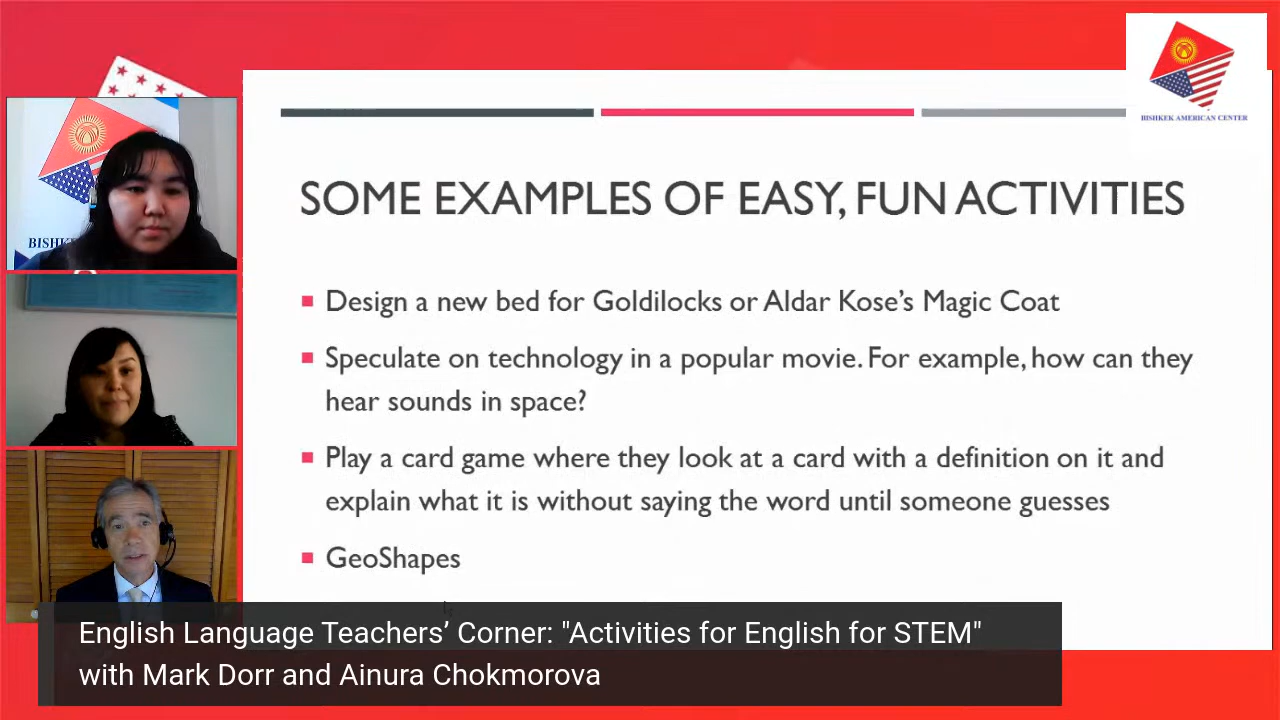 BISHKEK AMERICAN CENTER
SOME EXAMPLES OF EASY, FUN ACTIVITIES
Design a new bed for Goldilocks or Aldar Kose's Magic Coat
Speculate on technology in a popular movie. For example, how can they
hear sounds in space?
Play a card game where they look at a card with a definition on it and
explain what it is without saying the word until someone guesses
GeoShapes
English Language Teachers’ Corner: "Activities for English for STEM"
with Mark Dorr and Ainura Chokmorova